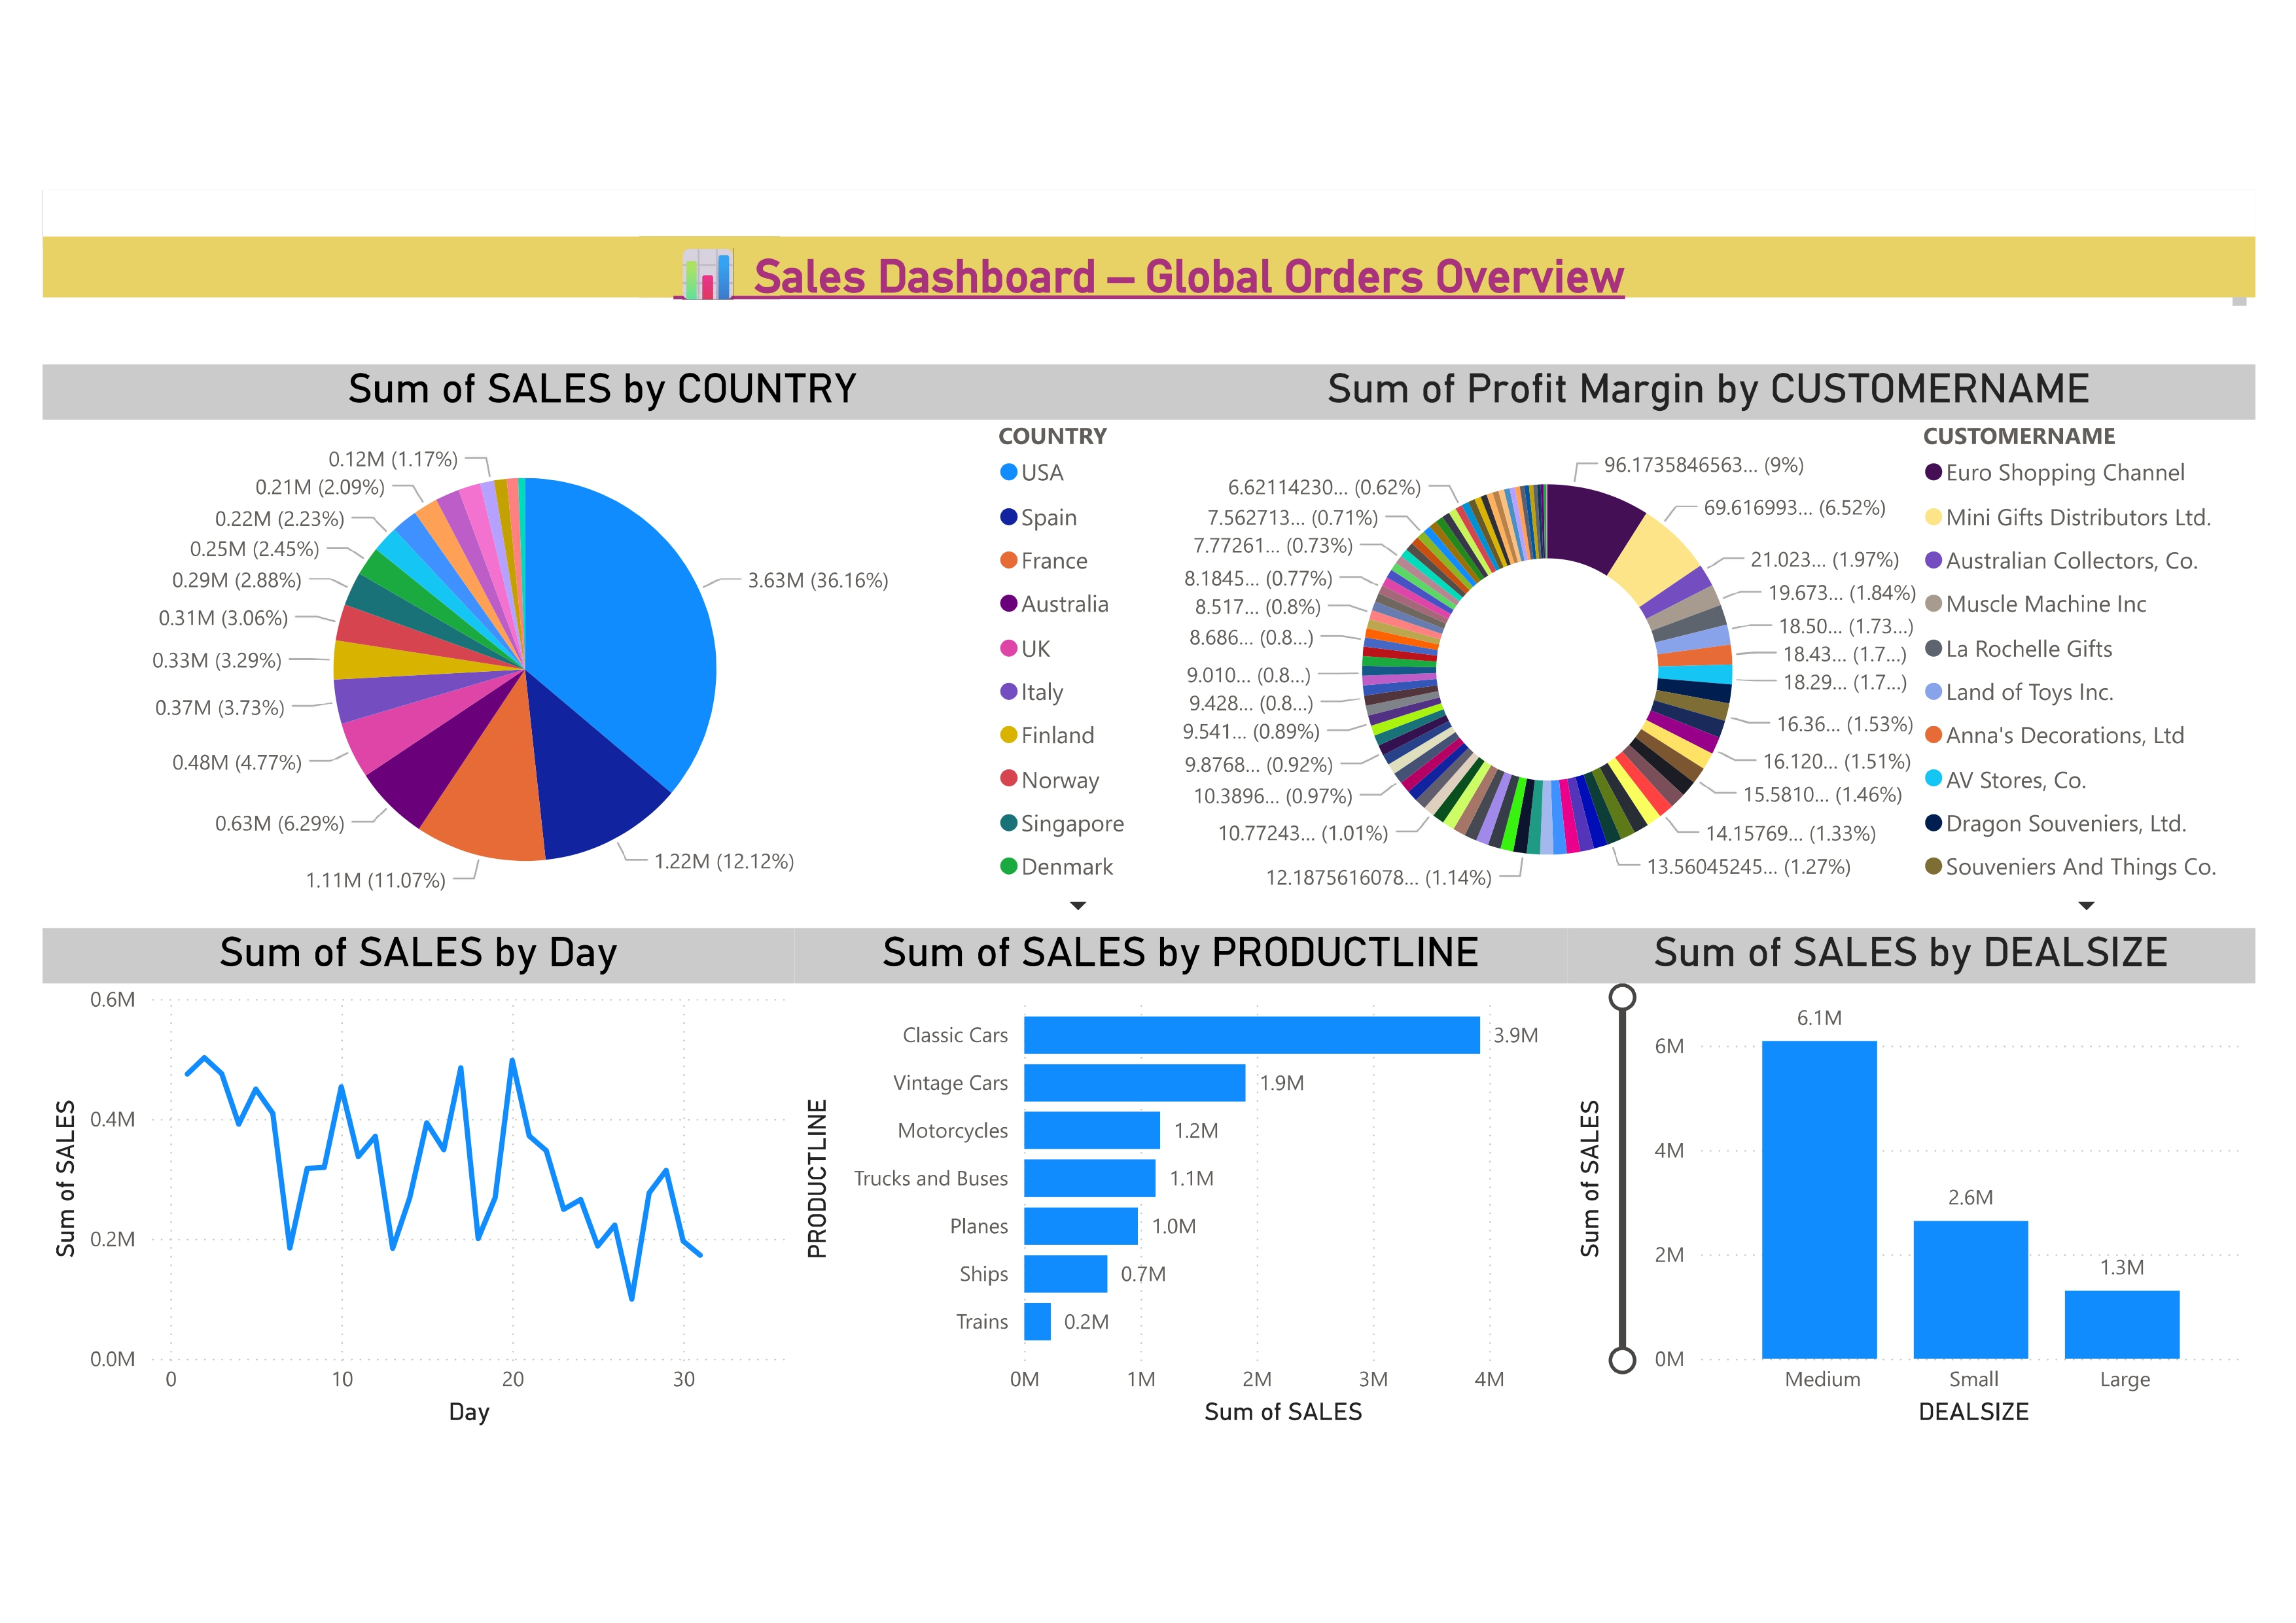 📊 Sales Dashboard – Global Orders Overview
Sum of SALES by COUNTRY
0.12M (1.17%)
0.21M (2.09%)
0.22M (2.23%)
0.25M (2.45%)
0.29M (2.88%)
0.31M (3.06%)
0.33M (3.29%)
0.37M (3.73%)
0.48M (4.77%)
0.63M (6.29%)
1.11M (11.07%)
1.22M (12.12%)
3.63M (36.16%)
COUNTRY
USA
Spain
France
Australia
UK
Italy
Finland
Norway
Singapore
Denmark
Sum of Profit Margin by CUSTOMERNAME
96.1735846563... (9%)
69.616993... (6.52%)
21.023... (1.97%)
19.673... (1.84%)
18.50... (1.73...)
18.43... (1.7...)
18.29... (1.7...)
16.36... (1.53%)
16.120... (1.51%)
15.5810... (1.46%)
14.15769... (1.33%)
13.56045245... (1.27%)
12.1875616078... (1.14%)
10.77243... (1.01%)
10.3896... (0.97%)
9.8768... (0.92%)
9.541... (0.89%)
9.428... (0.8...)
9.010... (0.8...)
8.686... (0.8...)
8.517... (0.8%)
8.1845... (0.77%)
7.77261... (0.73%)
7.562713... (0.71%)
6.62114230... (0.62%)
CUSTOMERNAME
Euro Shopping Channel
Mini Gifts Distributors Ltd.
Australian Collectors, Co.
Muscle Machine Inc
La Rochelle Gifts
Land of Toys Inc.
Anna's Decorations, Ltd
AV Stores, Co.
Dragon Souveniers, Ltd.
Souveniers And Things Co.
Sum of SALES by Day
Sum of SALES
0.6M
0.4M
0.2M
0.0M
0 10 20 30
Day
Sum of SALES by PRODUCTLINE
PRODUCTLINE
Classic Cars 3.9M
Vintage Cars 1.9M
Motorcycles 1.2M
Trucks and Buses 1.1M
Planes 1.0M
Ships 0.7M
Trains 0.2M
0M 1M 2M 3M 4M
Sum of SALES
Sum of SALES by DEALSIZE
Sum of SALES
6M
4M
2M
0M
6.1M
2.6M
1.3M
Medium Small Large
DEALSIZE